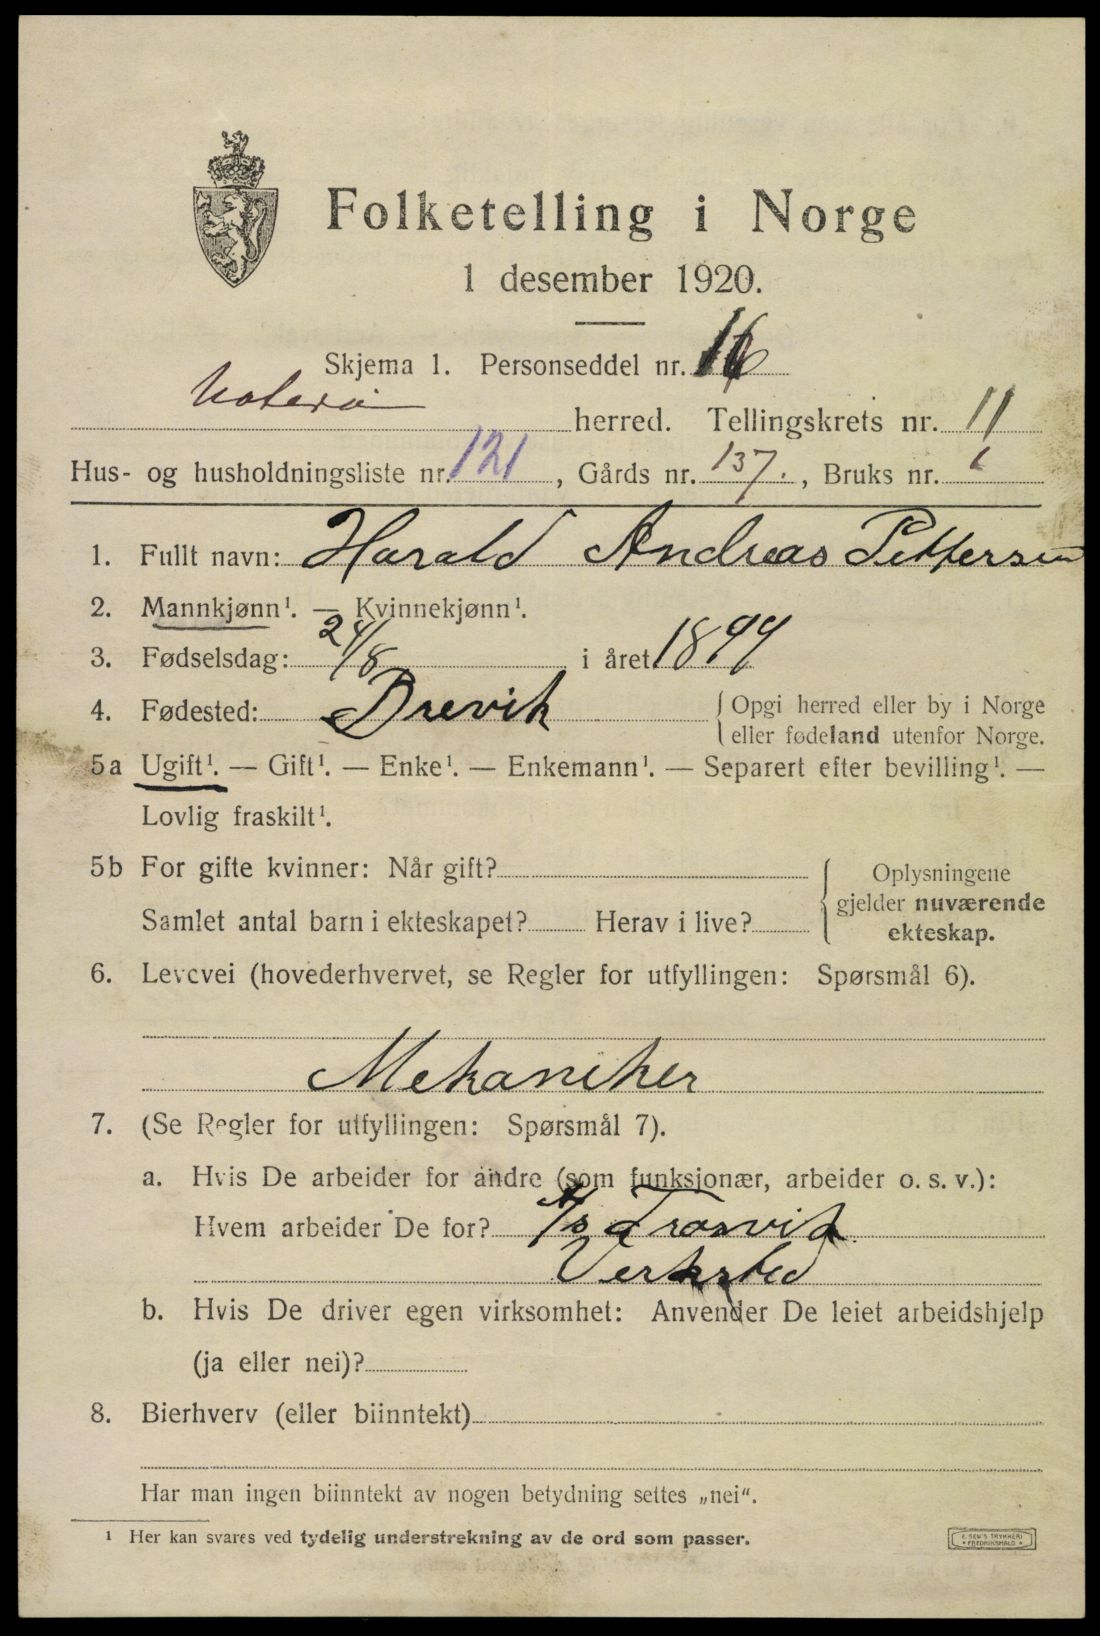 Folketelling i Norge
1 desember 1920.
Skjema 1. Personseddel nr. 16
Nøterø herred. Tellingskrets nr. 11
Hus- og husholdningsliste nr. 121, Gårds nr. 137., Bruks nr. 1
1. Fullt navn: Harald Andreas Pettersen
2. Mannkjønn¹. — Kvinnekjønn¹.
3. Fødselsdag: 24/8 i året 1899
4. Fødested: Brevik {Opgi herred eller by i Norge
eller fødeland utenfor Norge.
5a Ugift¹. — Gift¹. — Enke¹. — Enkemann¹. — Separert efter bevilling¹. —
Lovlig fraskilt¹.
5b For gifte kvinner: Når gift? Oplysningene
gjelder nuværende
Samlet antal barn i ekteskapet? Herav i live? ekteskap.
6. Levevei (hovederhvervet, se Regler for utfyllingen: Spørsmål 6).
Mekaniker
7. (Se Regler for utfyllingen: Spørsmål 7).
a. Hvis De arbeider for andre (som funksjonær, arbeider o. s. v.):
Hvem arbeider De for? A/s Trosvik
Verksted
b. Hvis De driver egen virksomhet: Anvender De leiet arbeidshjelp
(ja eller nei)?
8. Bierhverv (eller biinntekt)
Har man ingen biinntekt av nogen betydning settes „nei“.
¹ Her kan svares ved tydelig understrekning av de ord som passer.
E. SEM'S TRYKKERI
FREDRIKSHALD